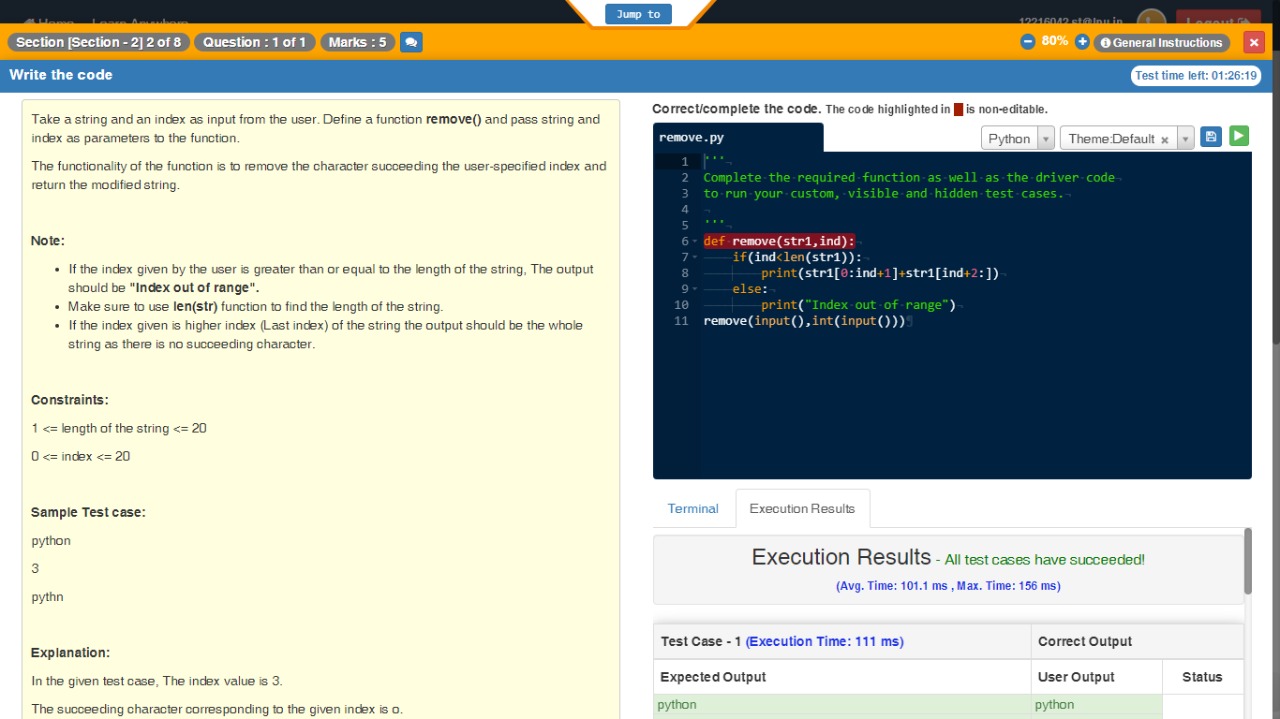 Home Learn Anywhere
Jump to
12216042.st@lpu.in
Logout
Section [Section - 2] 2 of 8
Question : 1 of 1
Marks : 5
80%
General Instructions
Write the code
Test time left: 01:26:19
Take a string and an index as input from the user. Define a function remove() and pass string and
index as parameters to the function.
The functionality of the function is to remove the character succeeding the user-specified index and
return the modified string.
Note:
• If the index given by the user is greater than or equal to the length of the string, The output
should be "Index out of range".
• Make sure to use len(str) function to find the length of the string.
• If the index given is higher index (Last index) of the string the output should be the whole
string as there is no succeeding character.
Constraints:
1 <= length of the string <= 20
0 <= index <= 20
Sample Test case:
python
3
pythn
Explanation:
In the given test case, The index value is 3.
The succeeding character corresponding to the given index is o.
Correct/complete the code. The code highlighted in is non-editable.
remove.py
Python
Theme:Default ×
1 '''
2 Complete the required function as well as the driver code
3 to run your custom, visible and hidden test cases.
4
5 '''
6 def remove(str1,ind):
7 if(ind<len(str1)):
8 print(str1[0:ind+1]+str1[ind+2:])
9 else:
10 print("Index out of range")
11 remove(input(),int(input()))
Terminal
Execution Results
Execution Results - All test cases have succeeded!
(Avg. Time: 101.1 ms , Max. Time: 156 ms)
Test Case - 1 (Execution Time: 111 ms)
Correct Output
Expected Output
User Output
Status
python
python